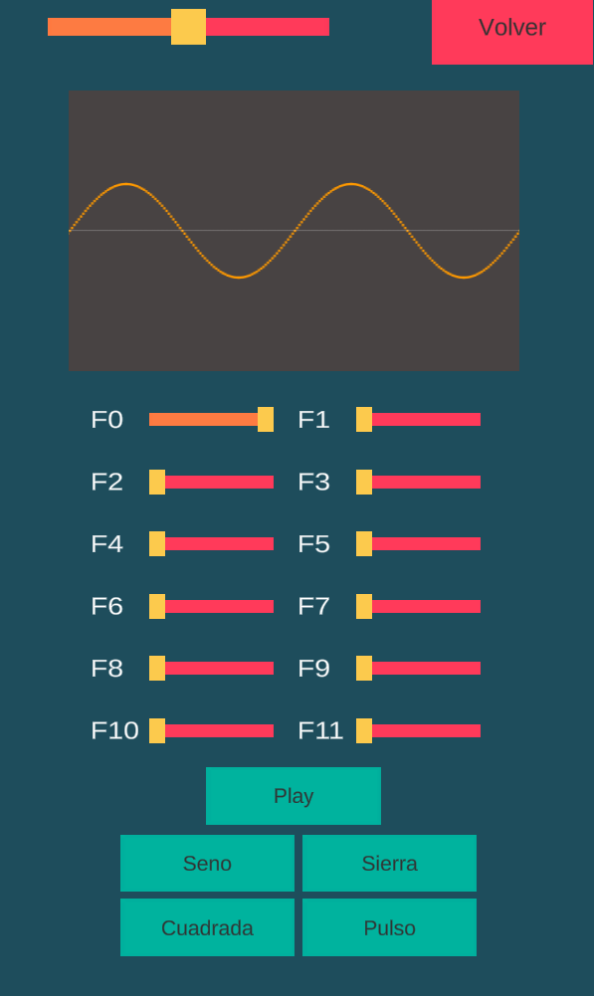 Volver
F0 F1
F2 F3
F4 F5
F6 F7
F8 F9
F10 F11
Play
Seno Sierra
Cuadrada Pulso